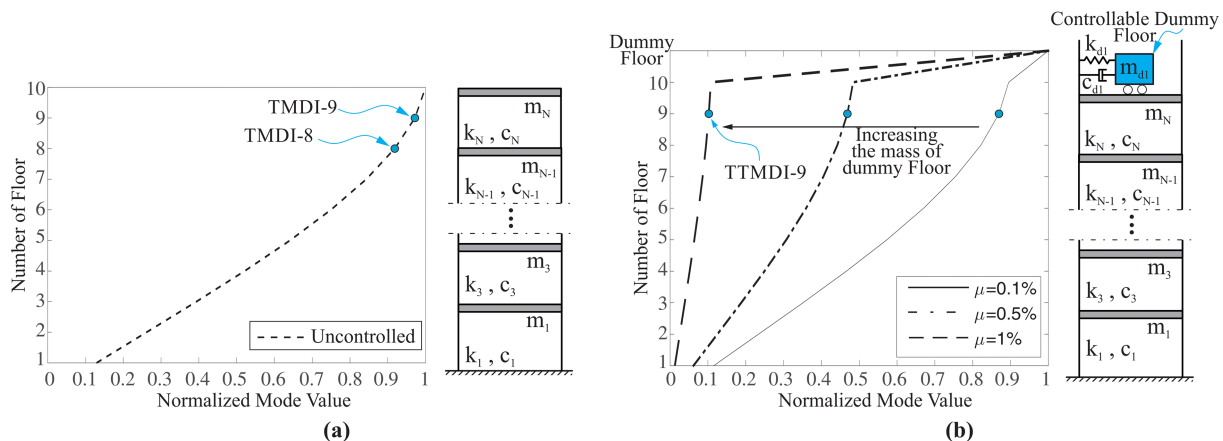 10
9
8
7
6
5
4
3
2
1
Number of Floor
TMDI-9
TMDI-8
Uncontrolled
0 0.1 0.2 0.3 0.4 0.5 0.6 0.7 0.8 0.9 1
Normalized Mode Value
(a)
m_N
k_N , c_N
m_N-1
k_N-1 , c_N-1
m_3
k_3 , c_3
m_1
k_1 , c_1
Dummy
Floor
10
9
8
7
6
5
4
3
2
1
Number of Floor
TTMDI-9
Increasing
the mass of
dummy Floor
μ=0.1%
μ=0.5%
μ=1%
0 0.1 0.2 0.3 0.4 0.5 0.6 0.7 0.8 0.9 1
Normalized Mode Value
(b)
Controllable Dummy
Floor
k_d1
m_d1
c_d1
m_N
k_N , c_N
m_N-1
k_N-1 , c_N-1
m_3
k_3 , c_3
m_1
k_1 , c_1